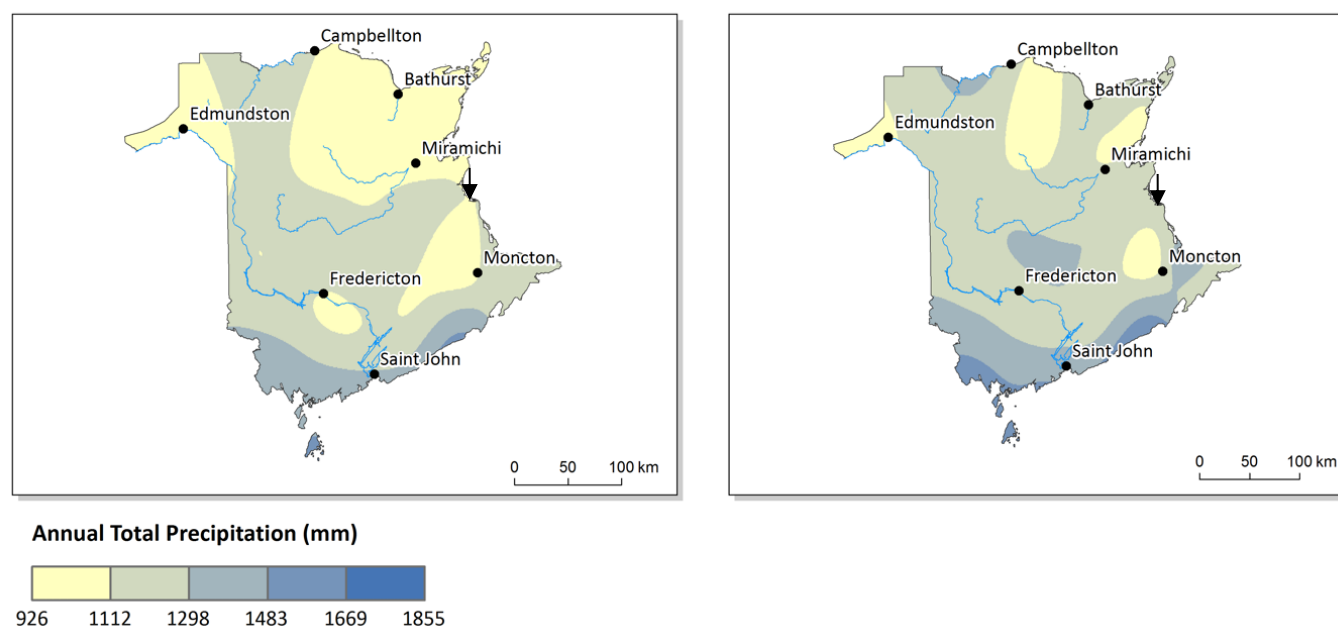 Campbellton
Bathurst
Edmundston
Miramichi
Moncton
Fredericton
Saint John
0 50 100 km
Campbellton
Bathurst
Edmundston
Miramichi
Moncton
Fredericton
Saint John
0 50 100 km
Annual Total Precipitation (mm)
926 1112 1298 1483 1669 1855